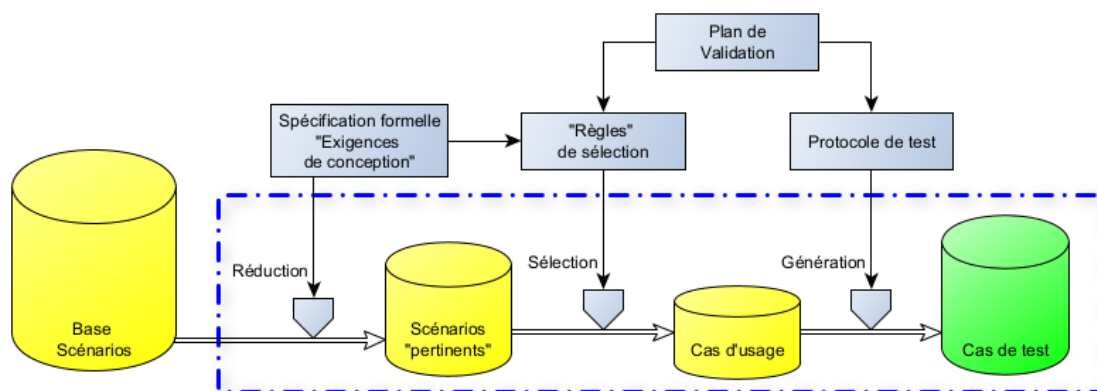 Plan de
Validation
Spécification formelle
"Exigences
de conception"
"Règles"
de sélection
Protocole de test
Réduction
Sélection
Génération
Base
Scénarios
Scénarios
"pertinents"
Cas d'usage
Cas de test